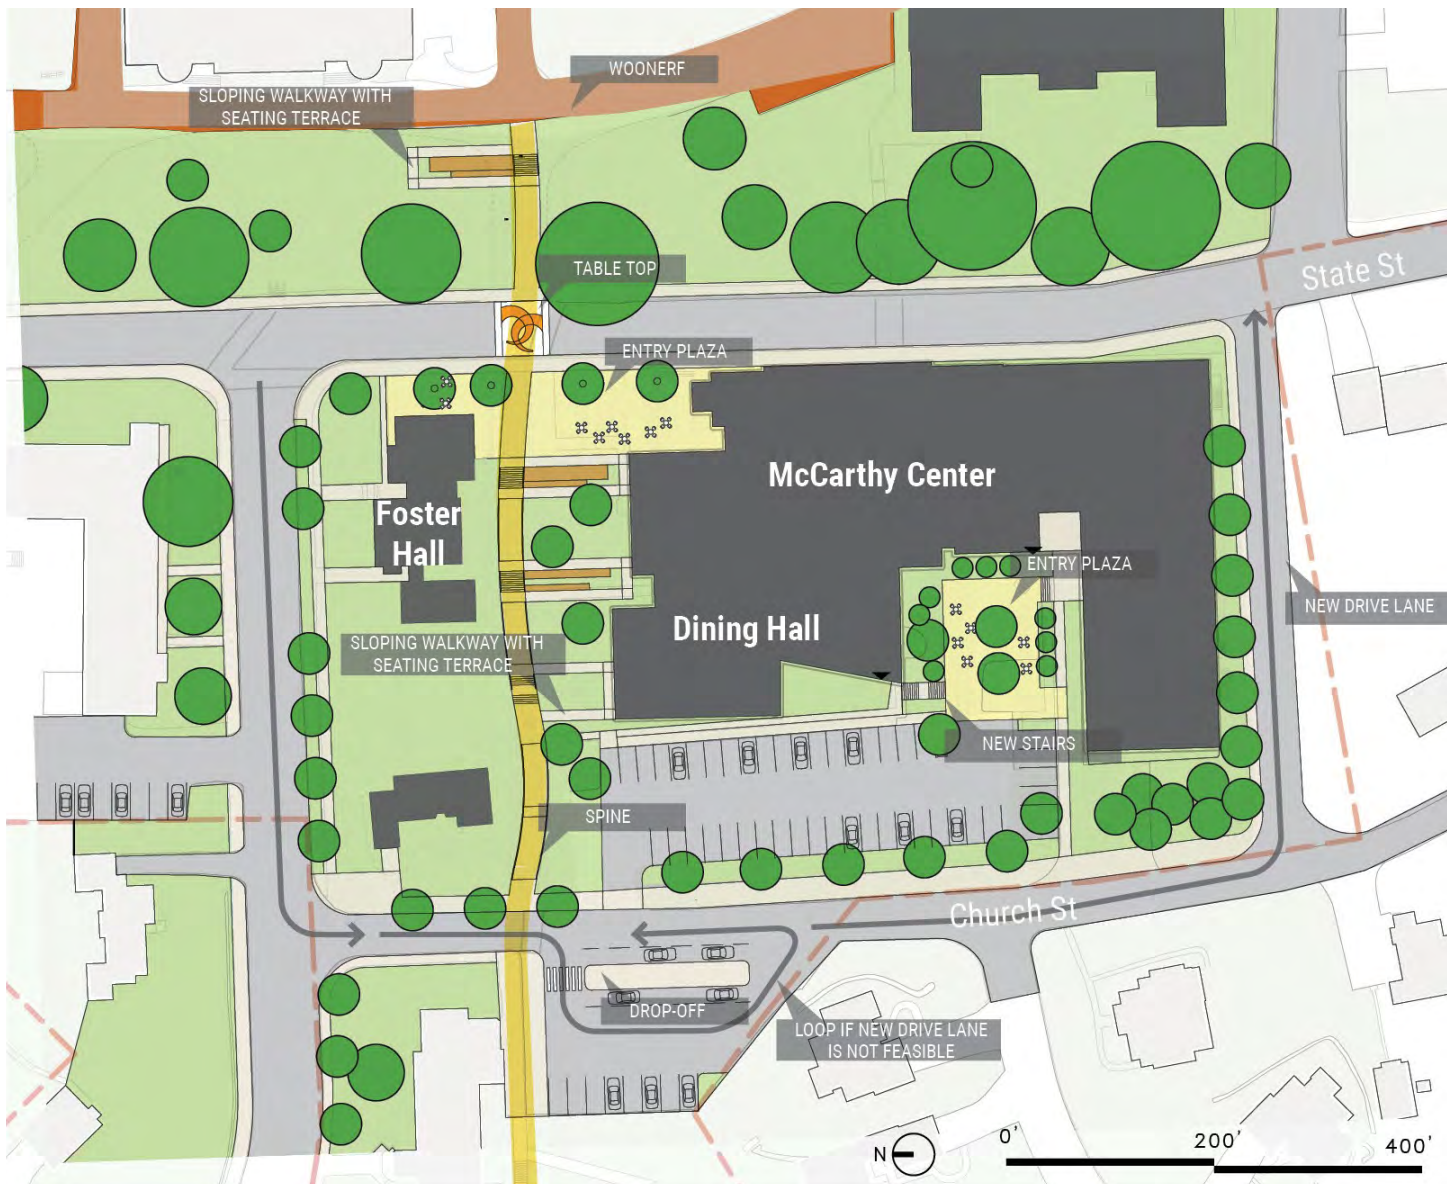 WOONERF
SLOPING WALKWAY WITH
SEATING TERRACE
TABLE TOP
State St
ENTRY PLAZA
McCarthy Center
Foster
Hall
ENTRY PLAZA
NEW DRIVE LANE
Dining Hall
SLOPING WALKWAY WITH
SEATING TERRACE
NEW STAIRS
SPINE
Church St
DROP-OFF
LOOP IF NEW DRIVE LANE
IS NOT FEASIBLE
N
0'
200'
400'